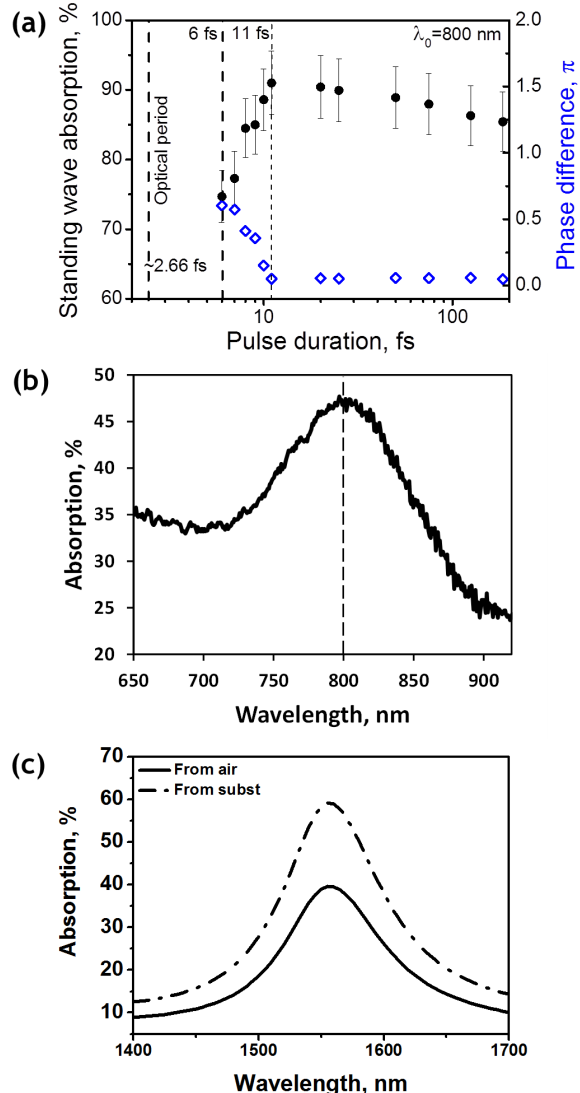 (a)
6 fs
11 fs
λ₀=800 nm
Standing wave absorption, %
100
90
80
70
60
Optical period
~2.66 fs
2.0
1.5
1.0
0.5
0.0
Phase difference, π
10
100
Pulse duration, fs
(b)
Absorption, %
50
45
40
35
30
25
20
650
700
750
800
850
900
Wavelength, nm
(c)
Absorption, %
70
60
50
40
30
20
10
From air
From subst
1400
1500
1600
1700
Wavelength, nm